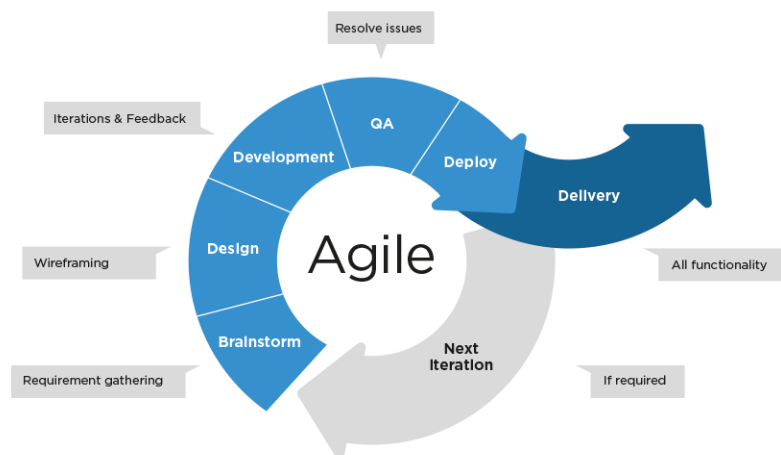 Resolve issues
Iterations & Feedback
QA
Development
Deploy
Delivery
Design
Agile
Wireframing
All functionality
Brainstorm
Next
Iteration
Requirement gathering
If required